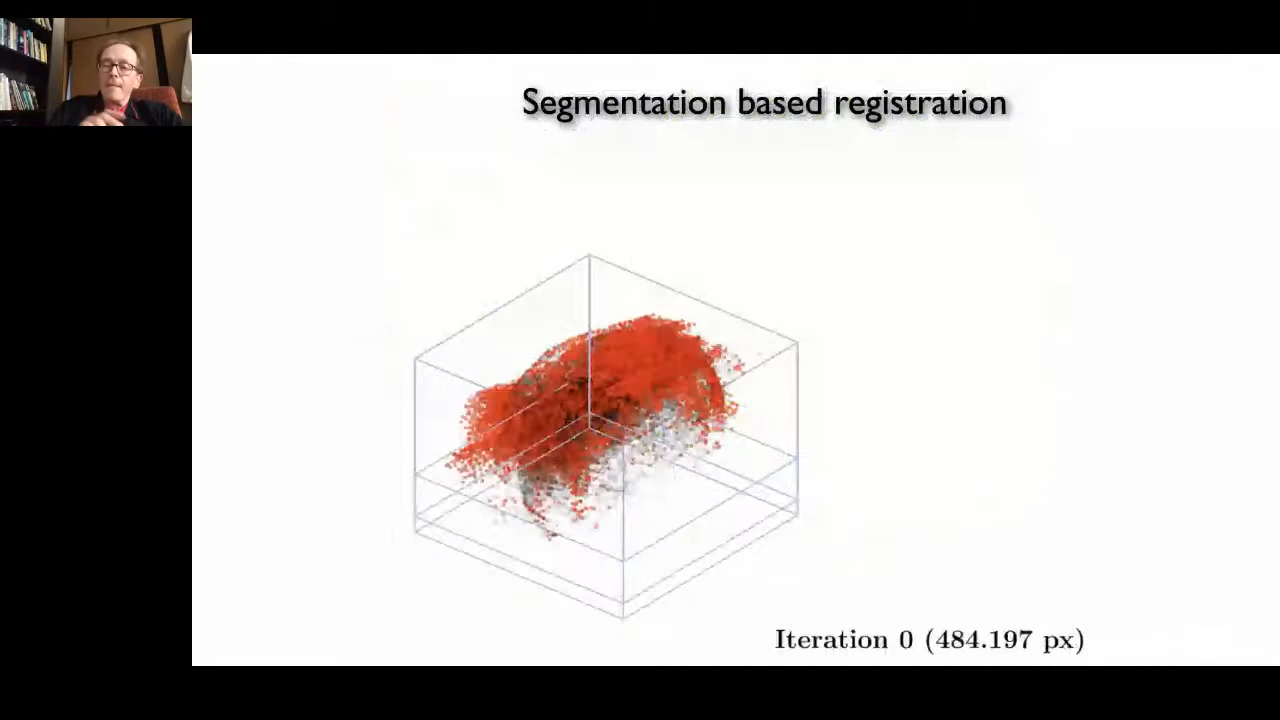 Segmentation based registration
Iteration 0 (484.197 px)